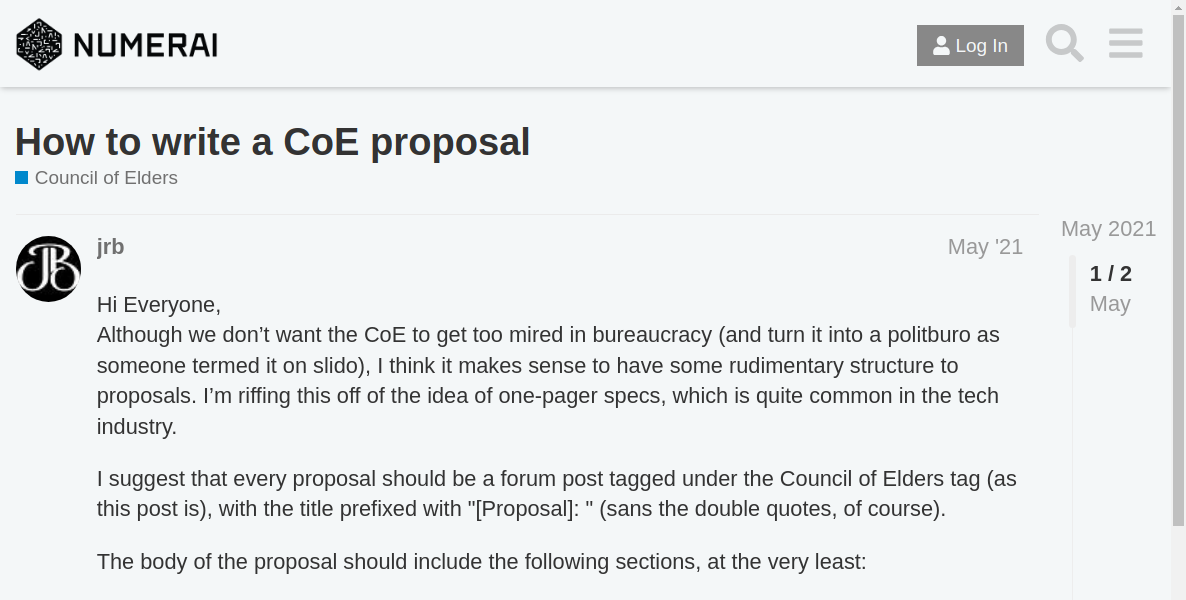 NUMERAI
Log In
How to write a CoE proposal
Council of Elders
jrb
May '21
May 2021
1 / 2
May
Hi Everyone,
Although we don’t want the CoE to get too mired in bureaucracy (and turn it into a politburo as
someone termed it on slido), I think it makes sense to have some rudimentary structure to
proposals. I’m riffing this off of the idea of one-pager specs, which is quite common in the tech
industry.
I suggest that every proposal should be a forum post tagged under the Council of Elders tag (as
this post is), with the title prefixed with "[Proposal]: " (sans the double quotes, of course).
The body of the proposal should include the following sections, at the very least: